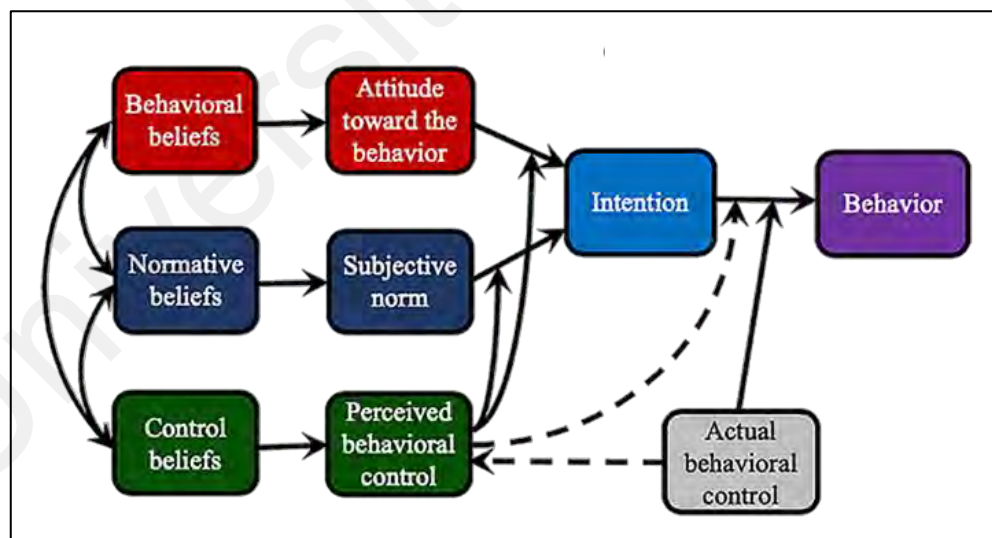 Behavioral
beliefs
Attitude
toward the
behavior
Intention
Behavior
Normative
beliefs
Subjective
norm
Control
beliefs
Perceived
behavioral
control
Actual
behavioral
control